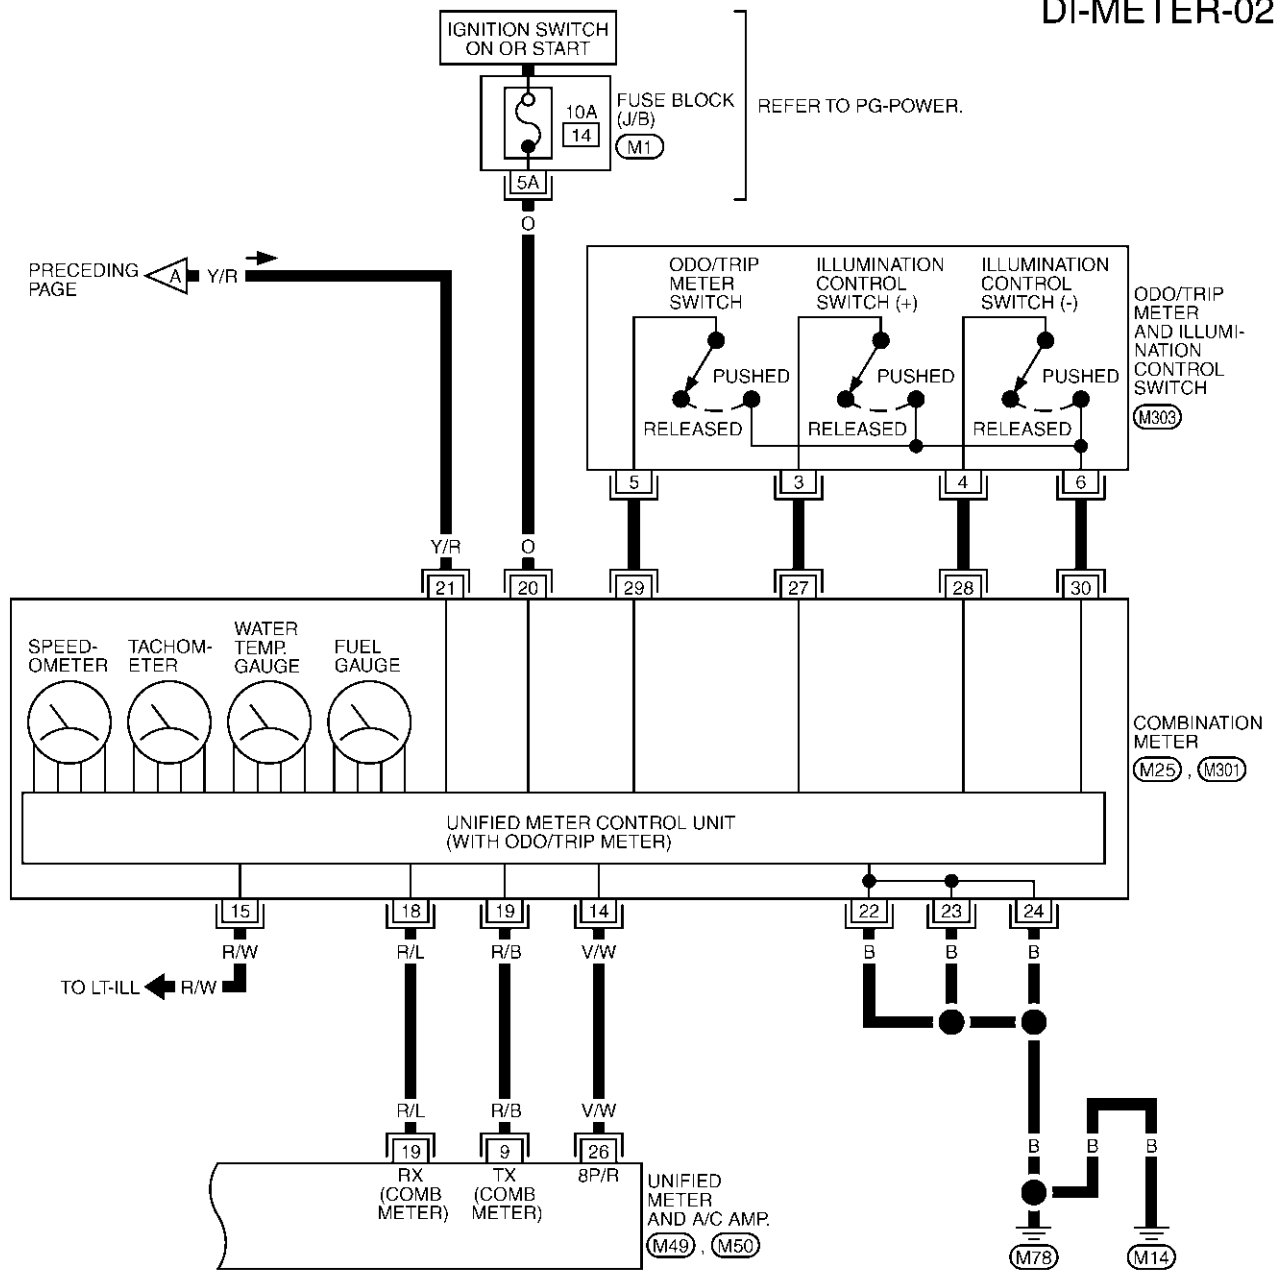 DI-METER-02
IGNITION SWITCH
ON OR START
10A
14
FUSE BLOCK
(J/B)
M1
REFER TO PG-POWER.
5A
O
PRECEDING
PAGE
A
Y/R
ODO/TRIP
METER
SWITCH
ILLUMINATION
CONTROL
SWITCH (+)
ILLUMINATION
CONTROL
SWITCH (-)
PUSHED
PUSHED
PUSHED
RELEASED
RELEASED
RELEASED
ODO/TRIP
METER
AND ILLUMI-
NATION
CONTROL
SWITCH
M303
5 3 4 6
Y/R O
21 20 29 27 28 30
SPEED-
OMETER
TACHOM-
ETER
WATER
TEMP.
GAUGE
FUEL
GAUGE
COMBINATION
METER
M25 , M301
UNIFIED METER CONTROL UNIT
(WITH ODO/TRIP METER)
15 18 19 14 22 23 24
R/W R/L R/B V/W B B B
TO LT-ILL R/W
R/L R/B V/W
19 9 26
RX
(COMB
METER)
TX
(COMB
METER)
8P/R
UNIFIED
METER
AND A/C AMP.
M49 , M50
B B B
M78 M14